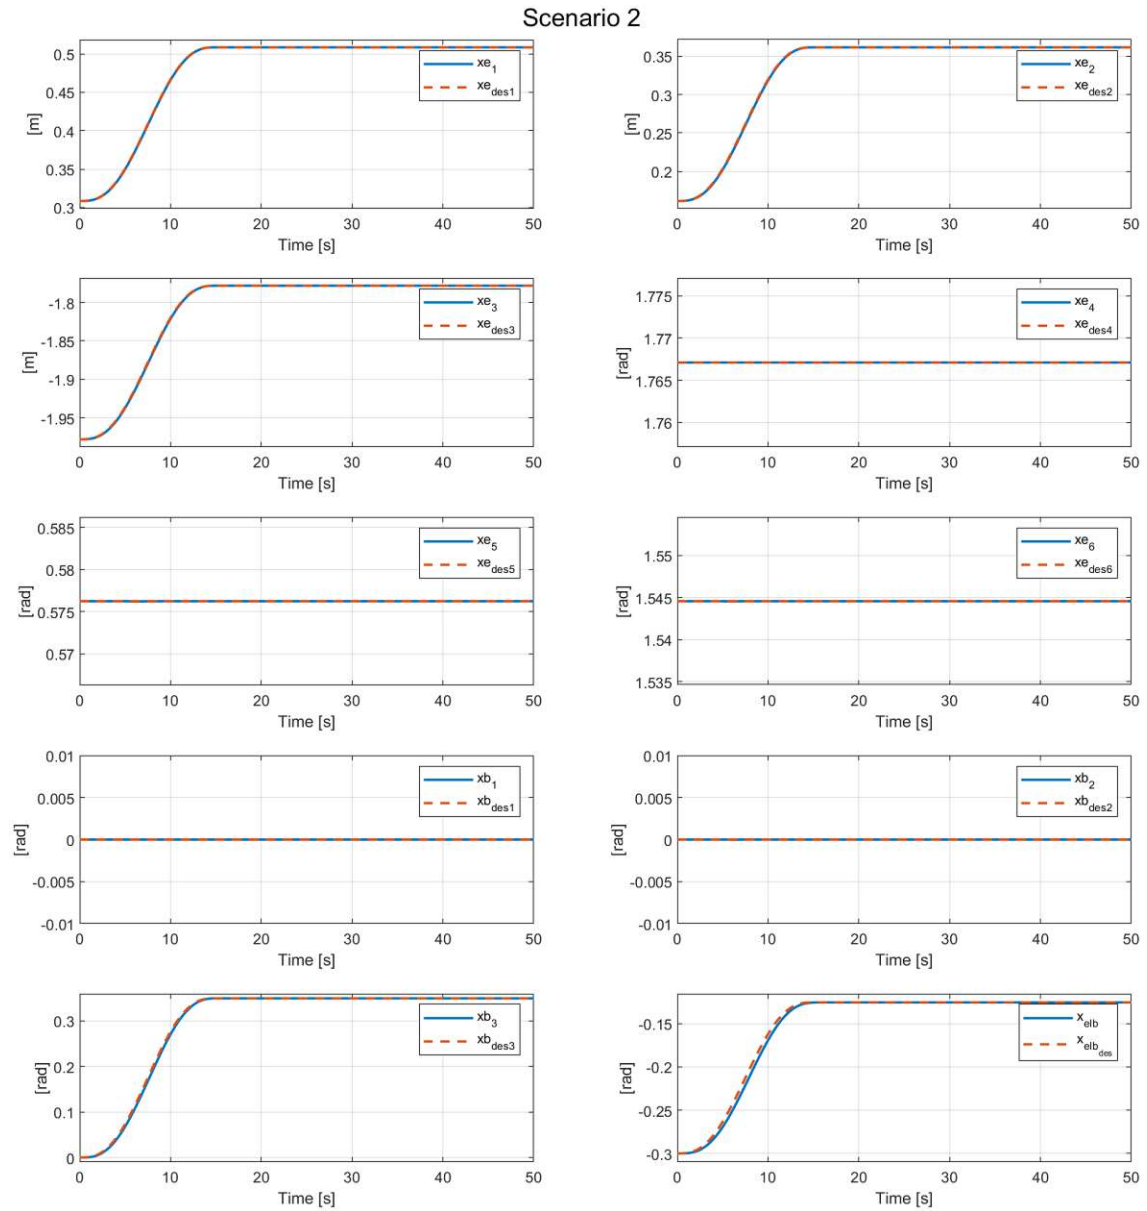 Scenario 2
0.5
0.45
0.4
0.35
0.3
[m]
0 10 20 30 40 50
Time [s]
xe1
xedes1
0.35
0.3
0.25
0.2
[m]
0 10 20 30 40 50
Time [s]
xe2
xedes2
-1.8
-1.85
-1.9
-1.95
[m]
0 10 20 30 40 50
Time [s]
xe3
xedes3
1.775
1.77
1.765
1.76
[rad]
0 10 20 30 40 50
Time [s]
xe4
xedes4
0.585
0.58
0.575
0.57
[rad]
0 10 20 30 40 50
Time [s]
xe5
xedes5
1.55
1.545
1.54
1.535
[rad]
0 10 20 30 40 50
Time [s]
xe6
xedes6
0.01
0.005
0
-0.005
-0.01
[rad]
0 10 20 30 40 50
Time [s]
xb1
xbdes1
0.01
0.005
0
-0.005
-0.01
[rad]
0 10 20 30 40 50
Time [s]
xb2
xbdes2
0.3
0.2
0.1
0
[rad]
0 10 20 30 40 50
Time [s]
xb3
xbdes3
-0.15
-0.2
-0.25
-0.3
[rad]
0 10 20 30 40 50
Time [s]
xelb
xelbdes